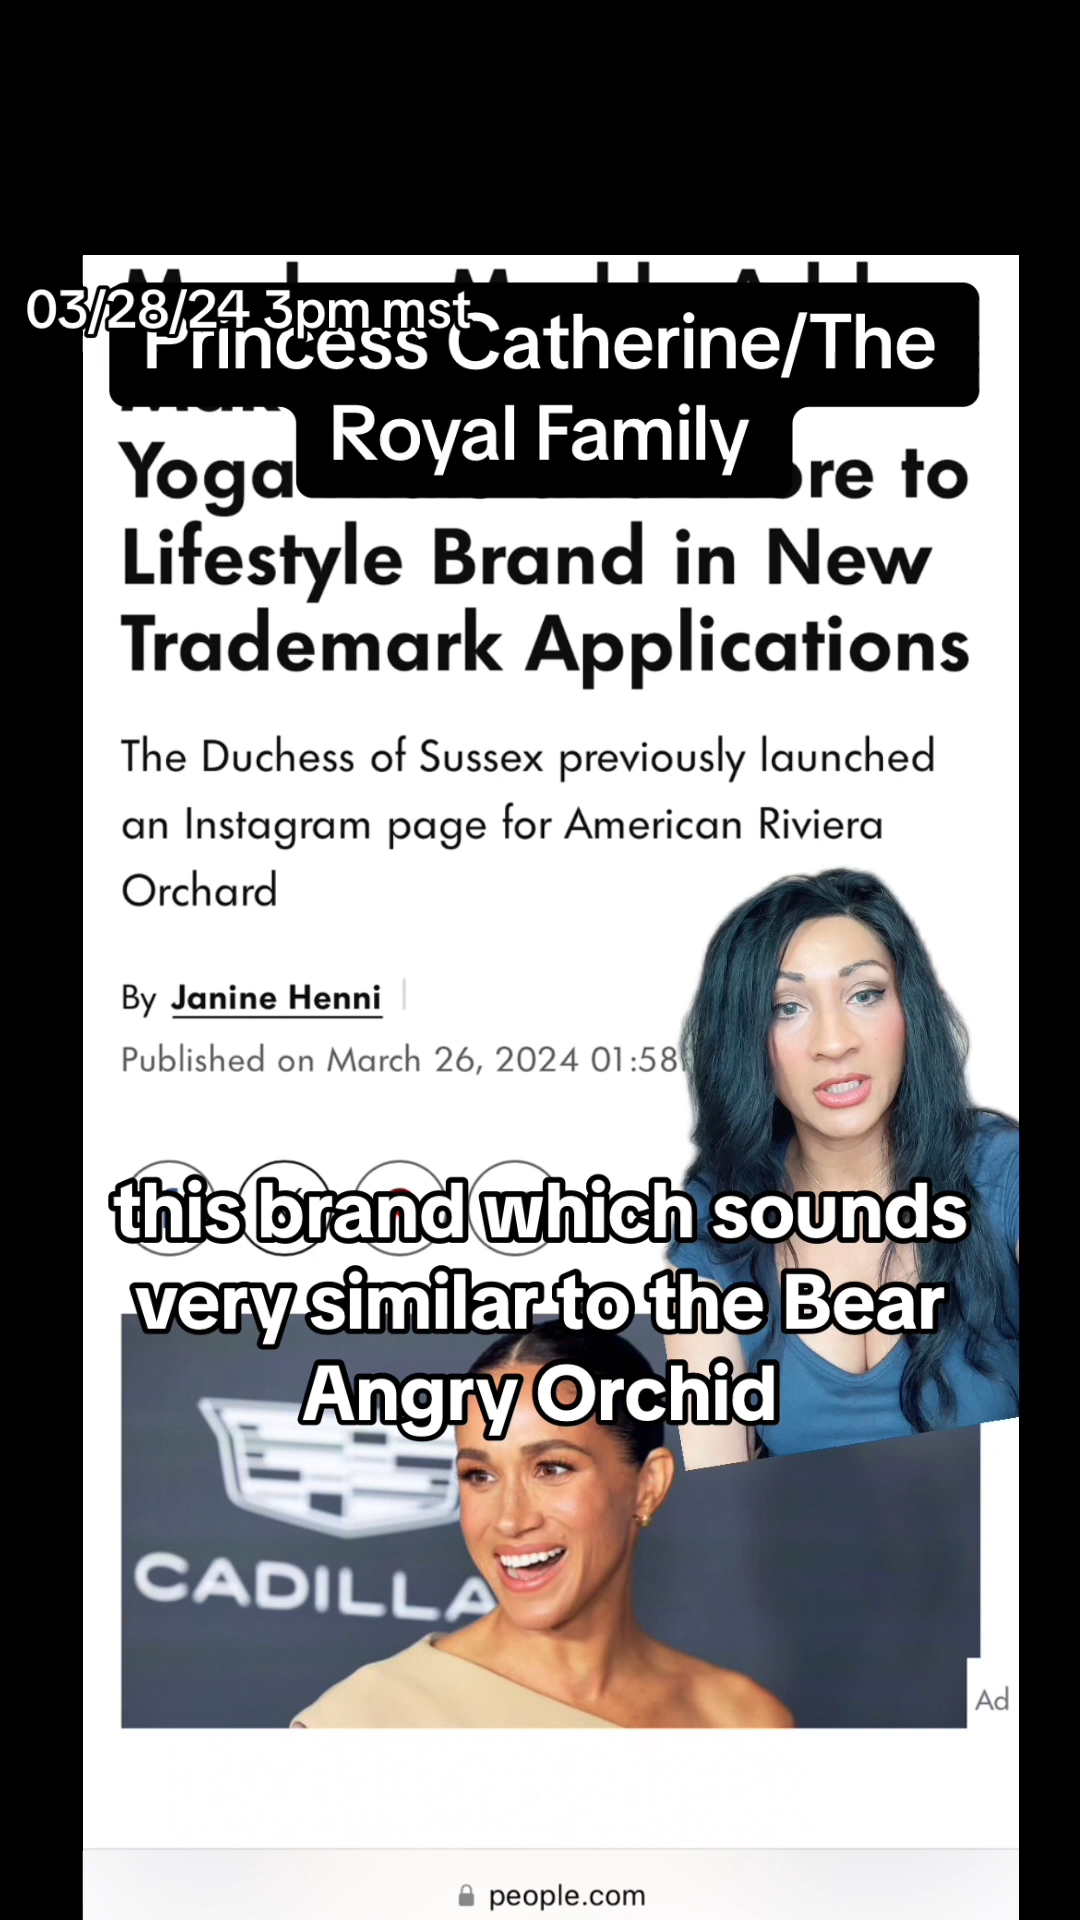 03/28/24 3pm mst
Princess Catherine/The
Royal Family
Yoga
to
Lifestyle Brand in New
Trademark Applications
The Duchess of Sussex previously launched
an Instagram page for American Riviera
Orchard
By Janine Henni
Published on March 26, 2024 01:58
this brand which sounds
very similar to the Bear
Angry Orchid
CADILLA
Ad
people.com